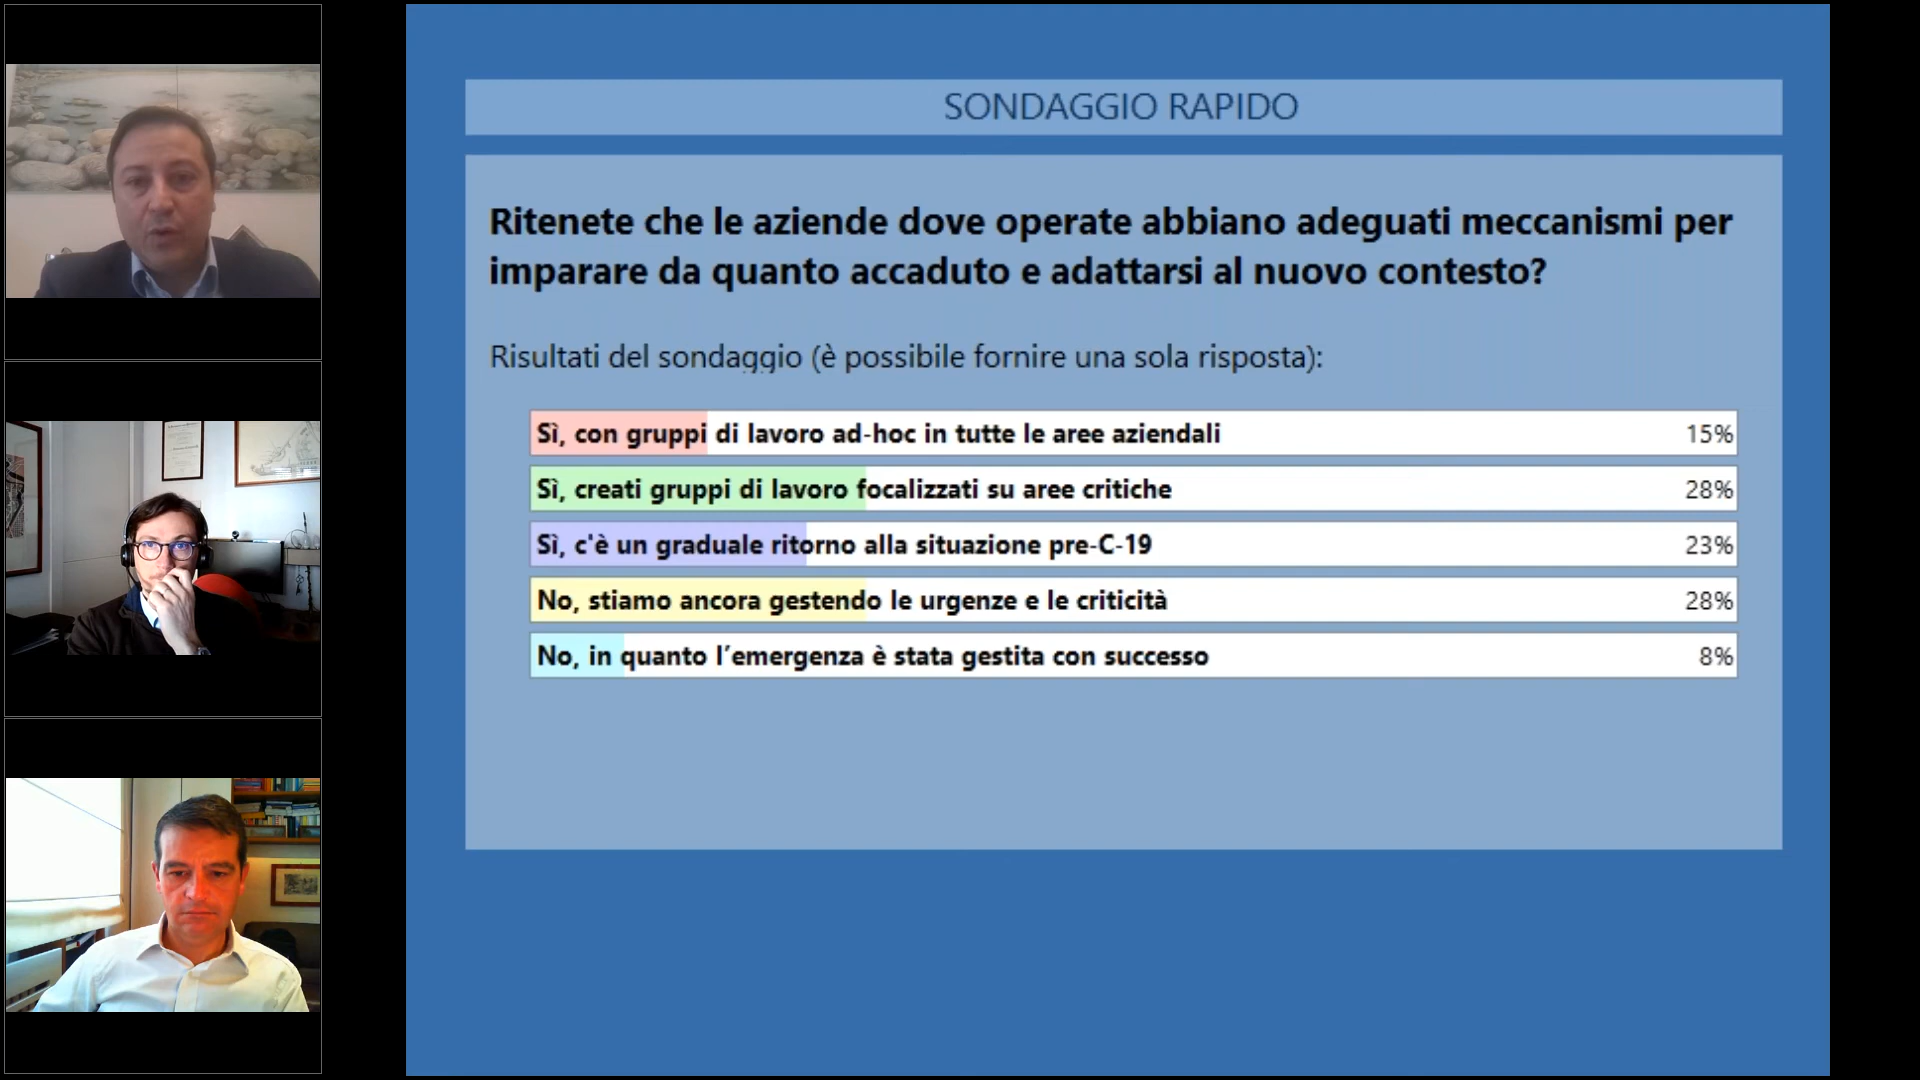 SONDAGGIO RAPIDO
Ritenete che le aziende dove operate abbiano adeguati meccanismi per
imparare da quanto accaduto e adattarsi al nuovo contesto?
Risultati del sondaggio (è possibile fornire una sola risposta):
Sì, con gruppi di lavoro ad-hoc in tutte le aree aziendali 15%
Sì, creati gruppi di lavoro focalizzati su aree critiche 28%
Sì, c'è un graduale ritorno alla situazione pre-C-19 23%
No, stiamo ancora gestendo le urgenze e le criticità 28%
No, in quanto l’emergenza è stata gestita con successo 8%